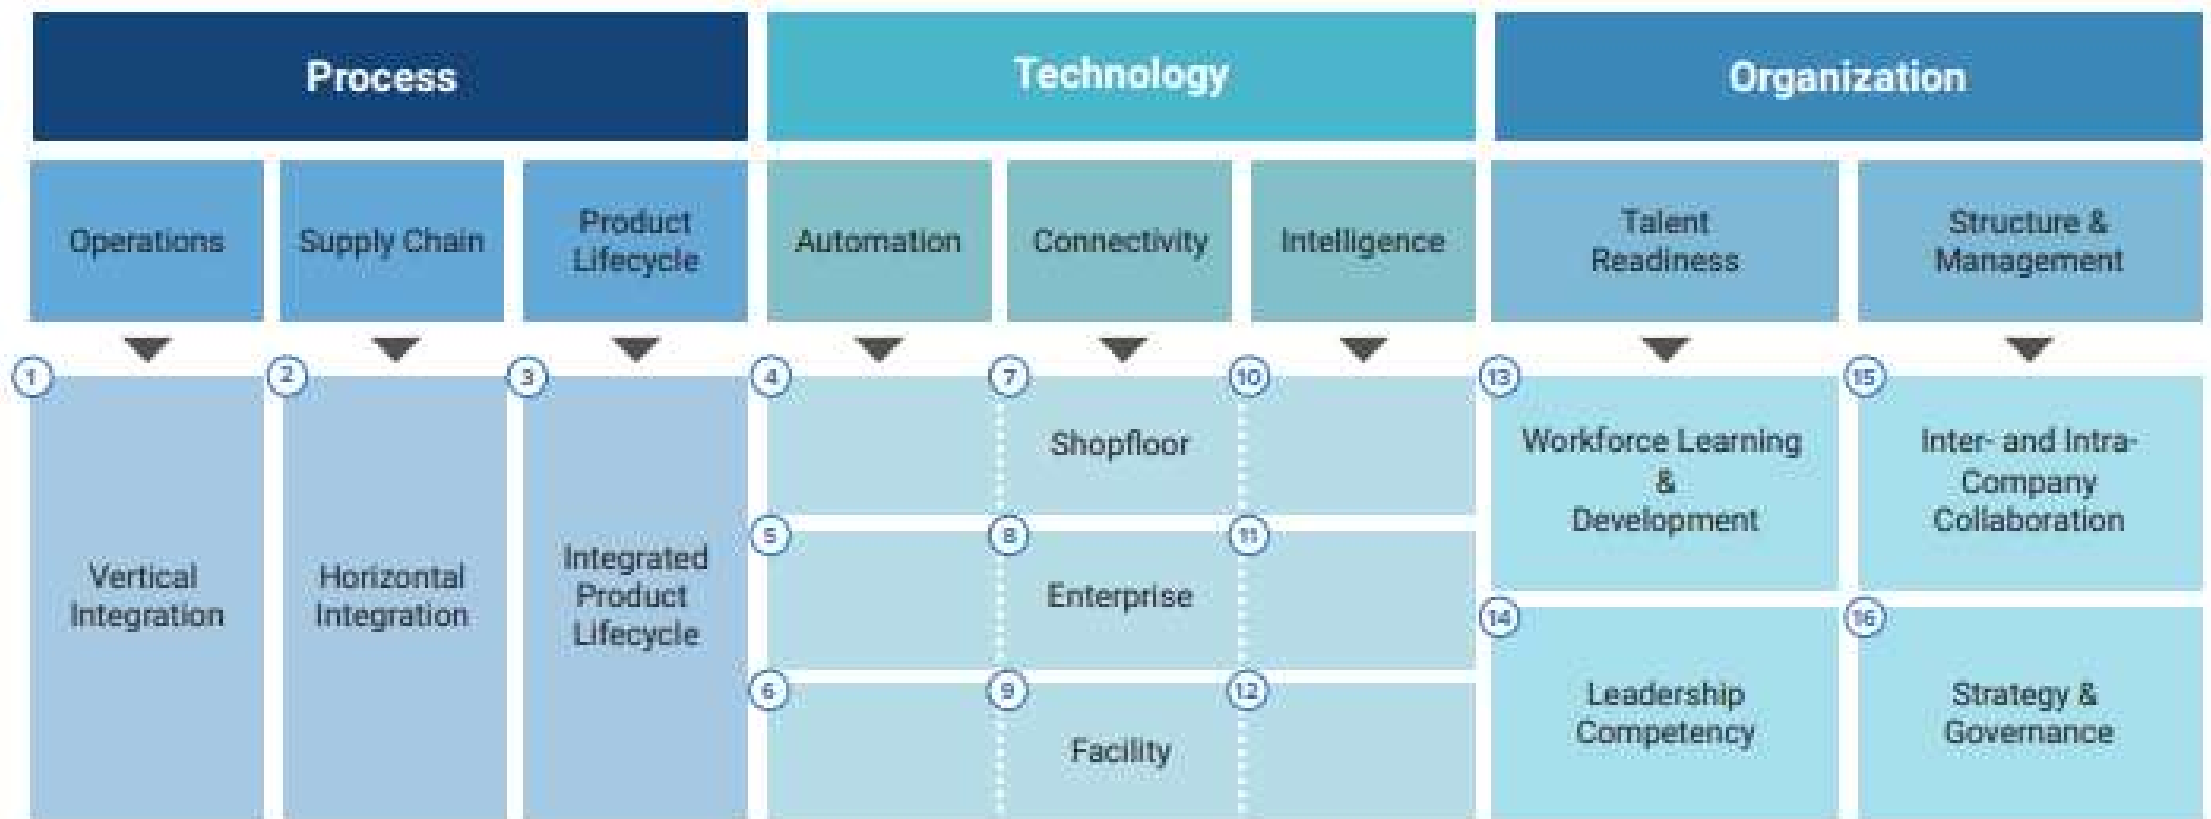 Process
Technology
Organization
Operations
Supply Chain
Product
Lifecycle
Automation
Connectivity
Intelligence
Talent
Readiness
Structure &
Management
1
2
3
4
7
10
13
15
Vertical
Integration
Horizontal
Integration
Integrated
Product
Lifecycle
Shopfloor
5
8
11
Enterprise
6
9
12
Facility
Workforce Learning
&
Development
Inter- and Intra-
Company
Collaboration
14
16
Leadership
Competency
Strategy &
Governance